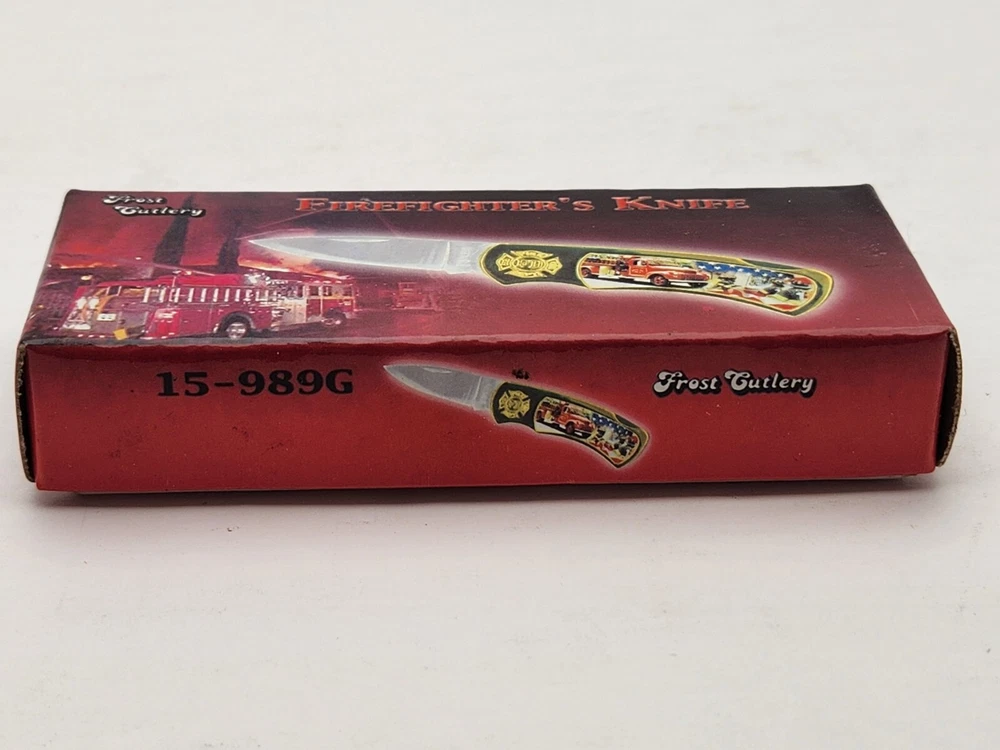 Frost
Cutlery
Firefighter's Knife
15-989G
Frost Cutlery